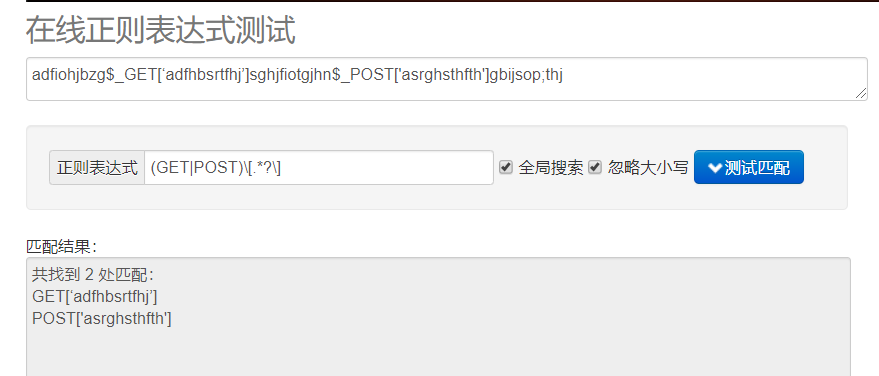 在线正则表达式测试
adfiohjbzg$_GET[‘adfhbsrtfhj’]sghjfiotgjhn$_POST['asrghsthfth']gbijsop;thj
正则表达式 (GET|POST)\[.*?\] 全局搜索 忽略大小写 测试匹配
匹配结果：
共找到 2 处匹配：
GET[‘adfhbsrtfhj’]
POST['asrghsthfth']